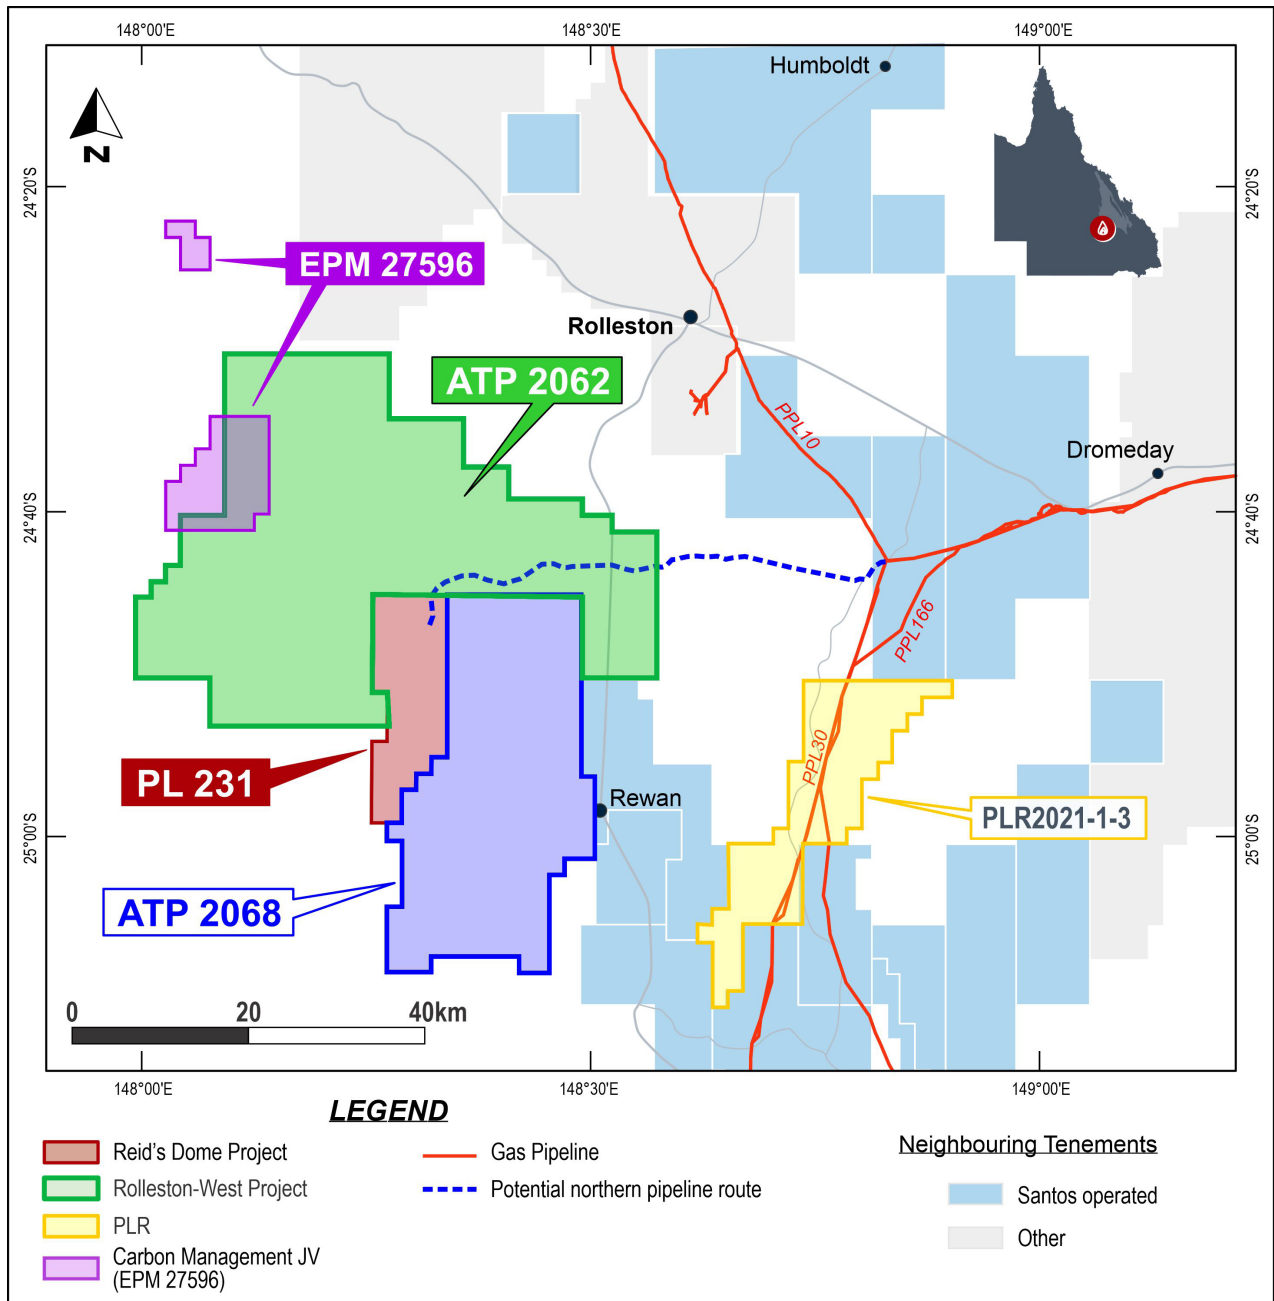 148°00'E
148°30'E
149°00'E
Humboldt
N
24°20'S
24°20'S
EPM 27596
Rolleston
ATP 2062
PPL10
Dromeday
24°40'S
24°40'S
PPL166
PL 231
PPL30
Rewan
PLR2021-1-3
25°00'S
25°00'S
ATP 2068
0 20 40km
148°00'E
148°30'E
149°00'E
LEGEND
Reid's Dome Project
Rolleston-West Project
PLR
Carbon Management JV
(EPM 27596)
Gas Pipeline
Potential northern pipeline route
Neighbouring Tenements
Santos operated
Other